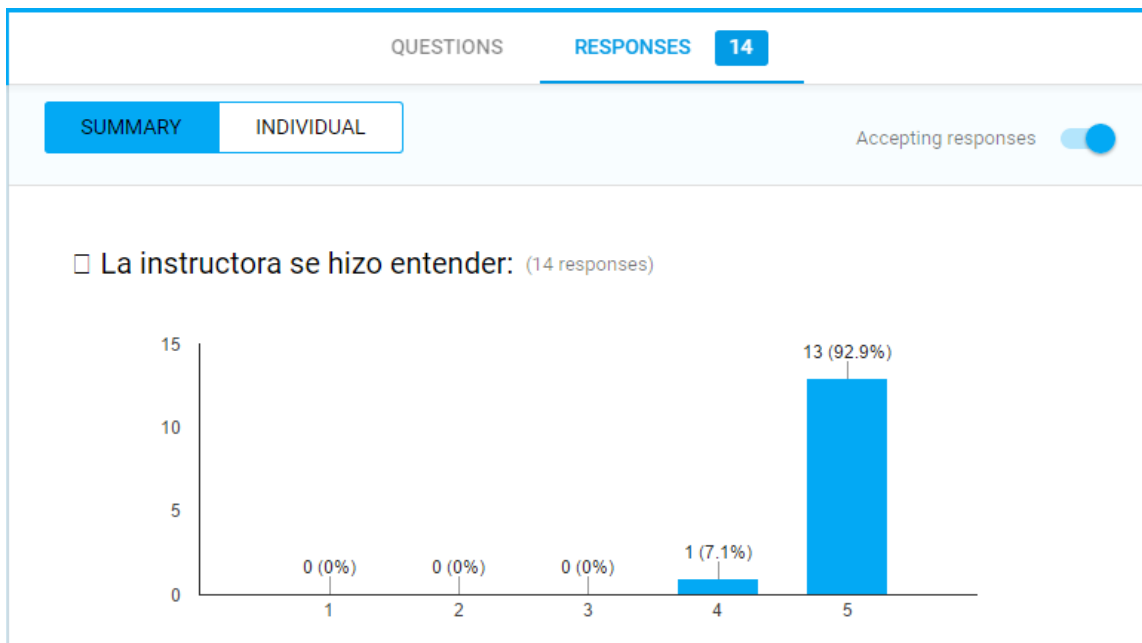 QUESTIONS RESPONSES 14
SUMMARY INDIVIDUAL Accepting responses
La instructora se hizo entender: (14 responses)
15
13 (92.9%)
10
5
1 (7.1%)
0 (0%) 0 (0%) 0 (0%)
0
1 2 3 4 5